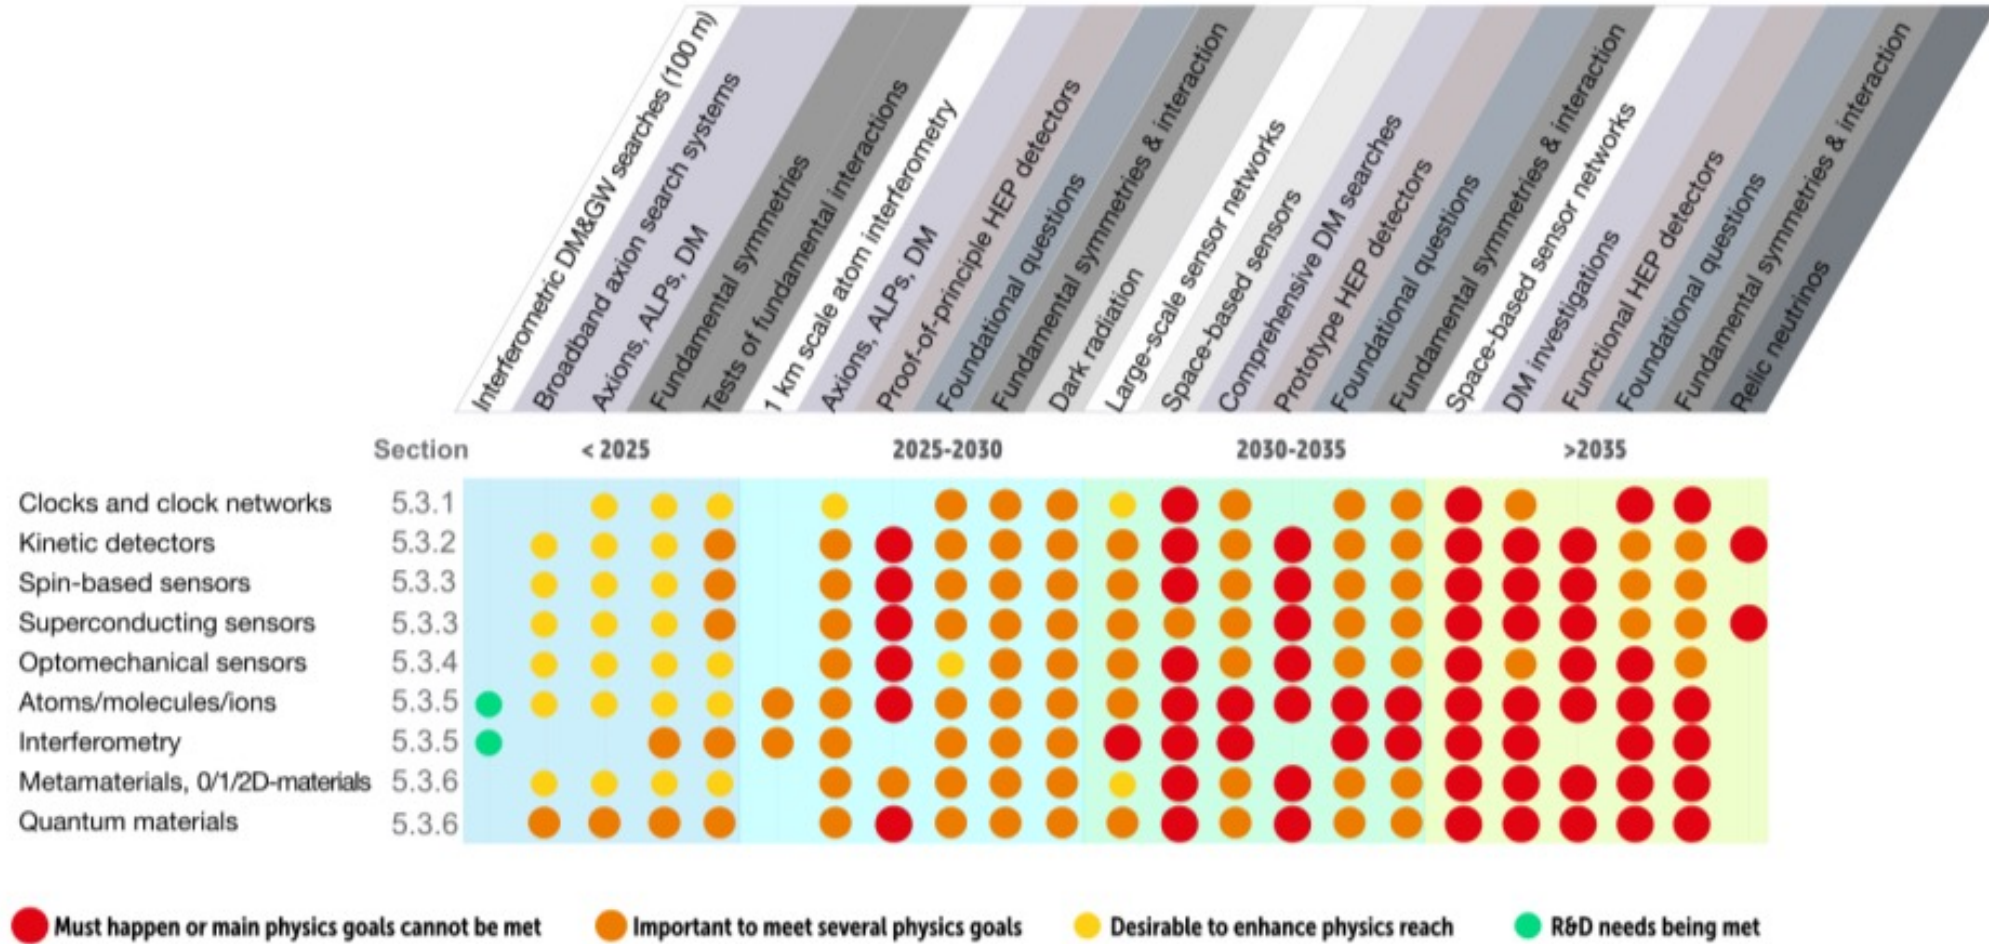 Interferometric DM&GW searches (100 m)
Broadband axion search systems
Axions, ALPs, DM
Fundamental symmetries
Tests of fundamental interactions
1 km scale atom interferometry
Axions, ALPs, DM
Proof-of-principle HEP detectors
Foundational questions
Fundamental symmetries & interaction
Dark radiation
Large-scale sensor networks
Space-based sensors
Comprehensive DM searches
Prototype HEP detectors
Foundational questions
Fundamental symmetries & interaction
Space-based sensor networks
DM investigations
Functional HEP detectors
Foundational questions
Fundamental symmetries & interaction
Relic neutrinos
Section < 2025 2025-2030 2030-2035 >2035
Clocks and clock networks 5.3.1
Kinetic detectors 5.3.2
Spin-based sensors 5.3.3
Superconducting sensors 5.3.3
Optomechanical sensors 5.3.4
Atoms/molecules/ions 5.3.5
Interferometry 5.3.5
Metamaterials, 0/1/2D-materials 5.3.6
Quantum materials 5.3.6
Must happen or main physics goals cannot be met Important to meet several physics goals Desirable to enhance physics reach R&D needs being met